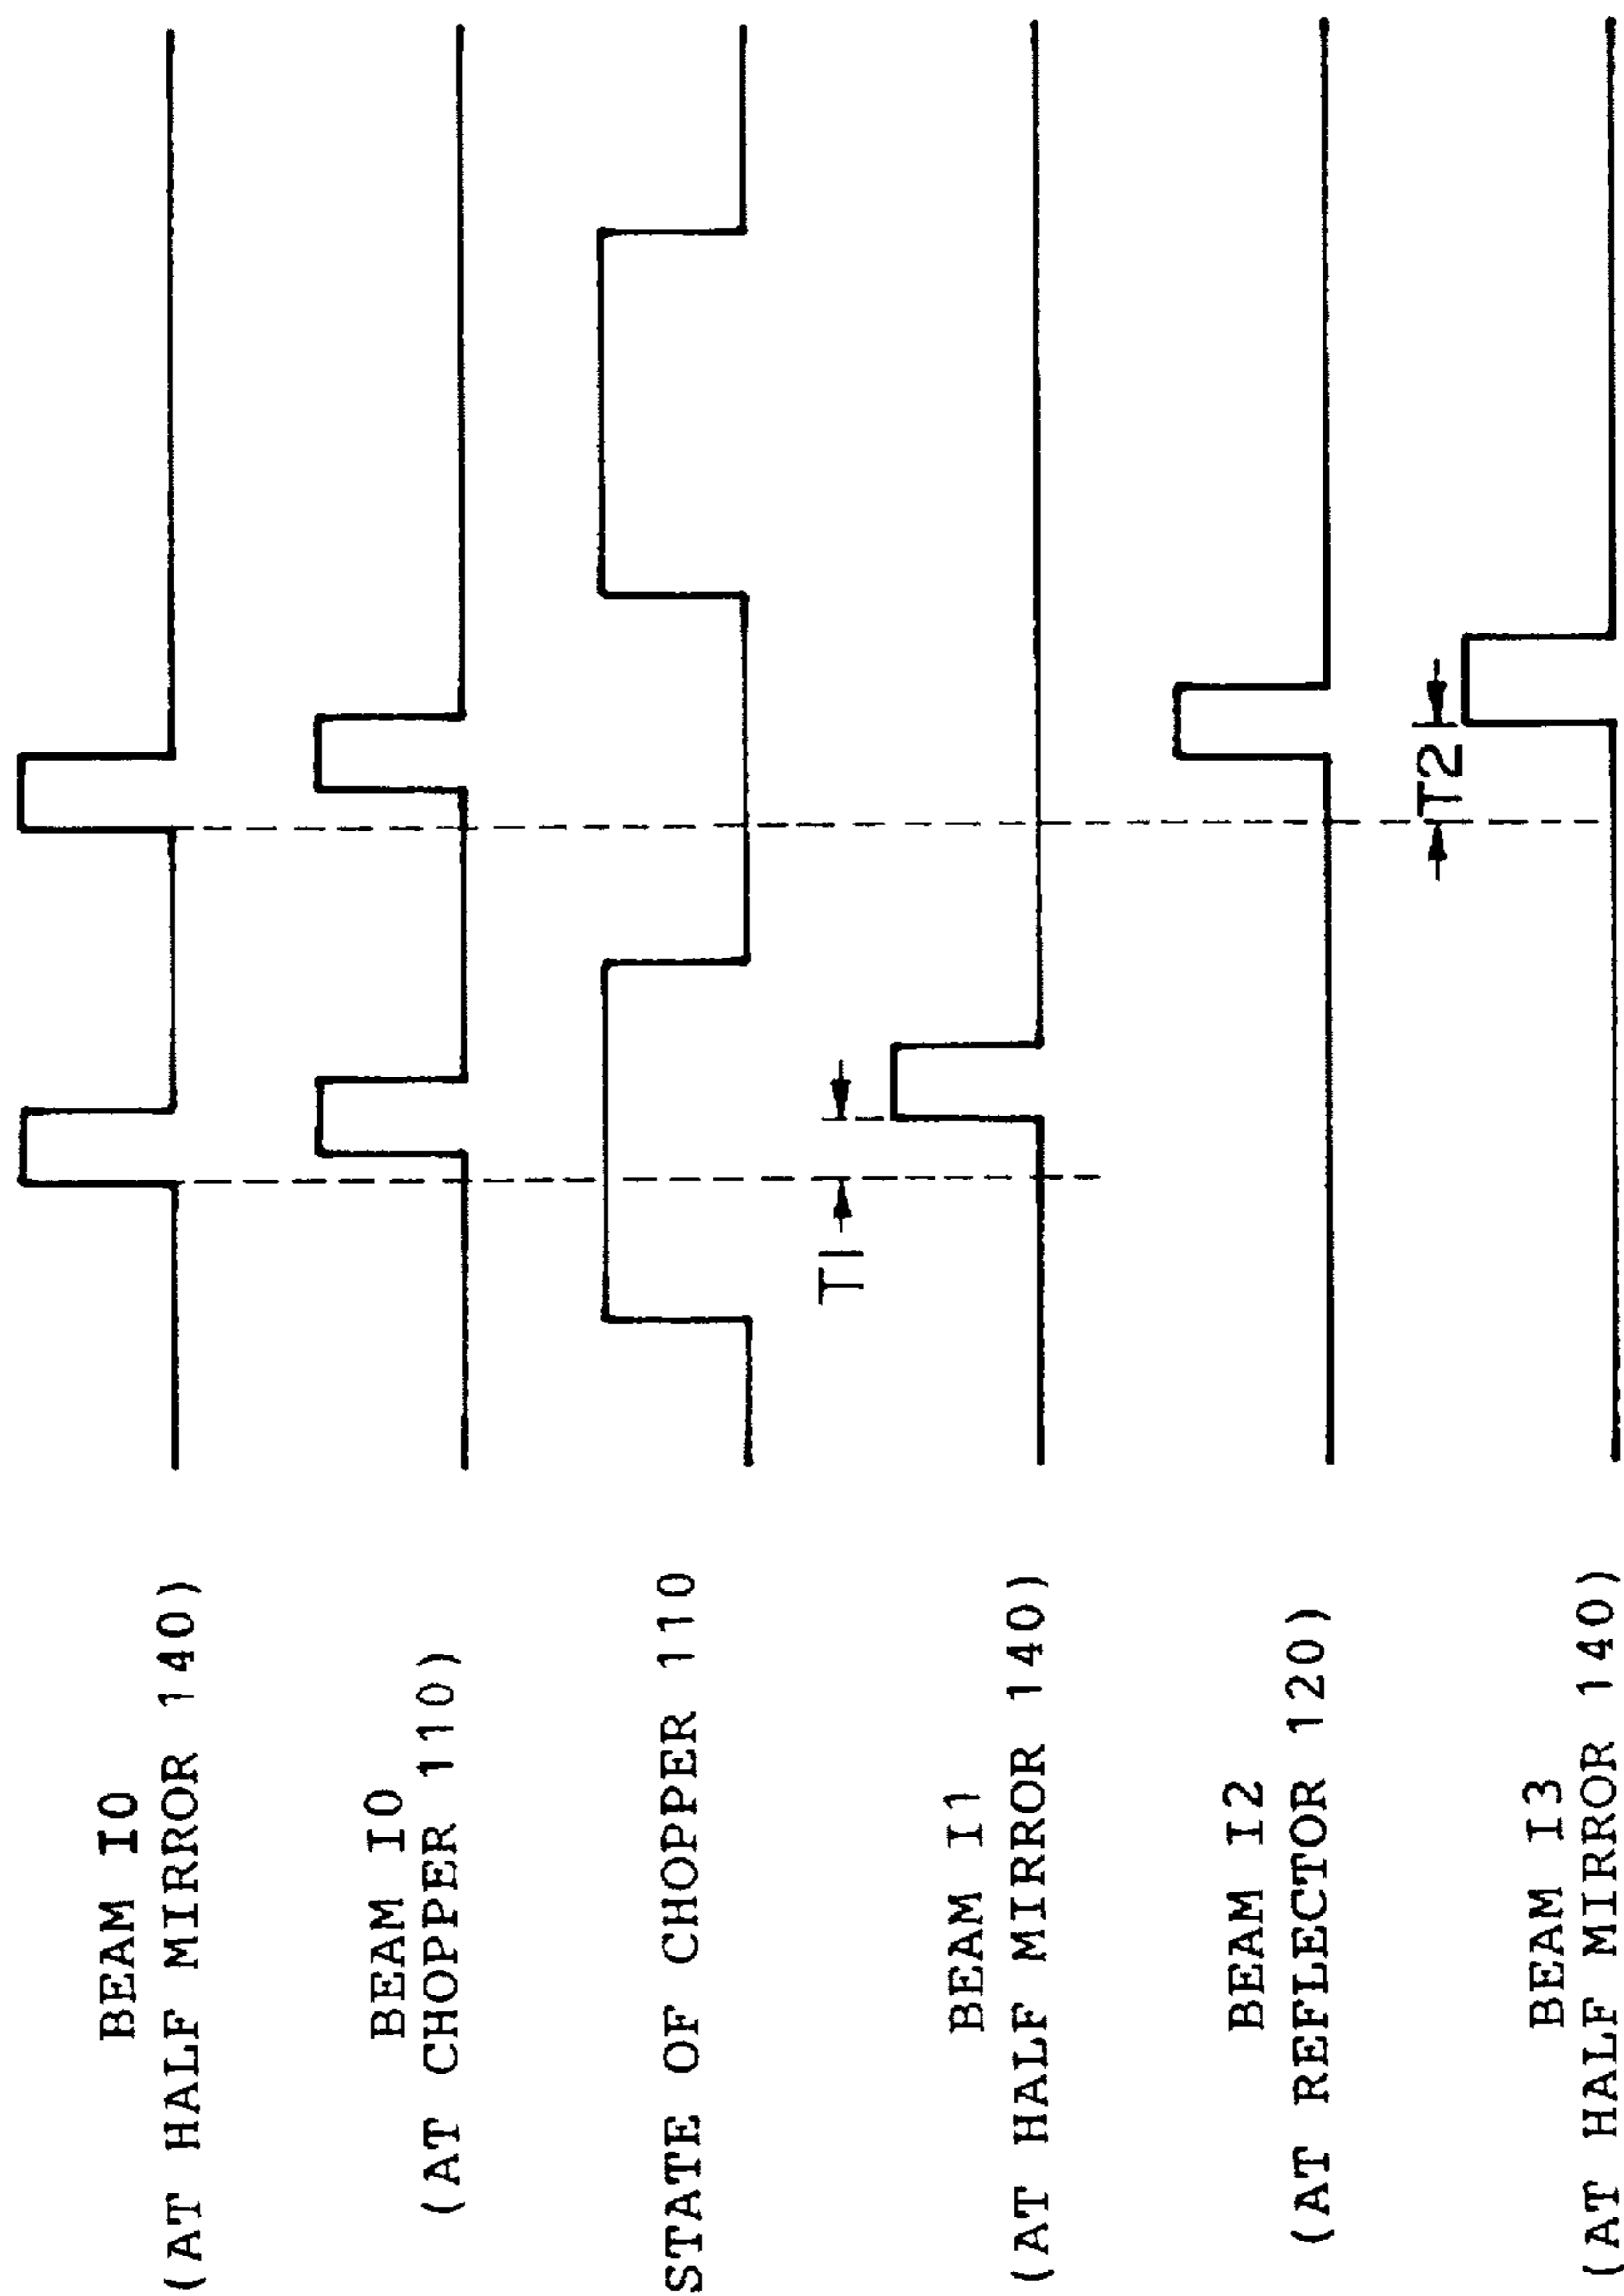 BEAM I0
(AT HALF MIRROR 140)
BEAM I0
(AT CHOPPER 110)
STATE OF CHOPPER 110
T1
BEAM I1
(AT HALF MIRROR 140)
BEAM I2
(AT REFLECTOR 120)
T2
BEAM I3
(AT HALF MIRROR 140)